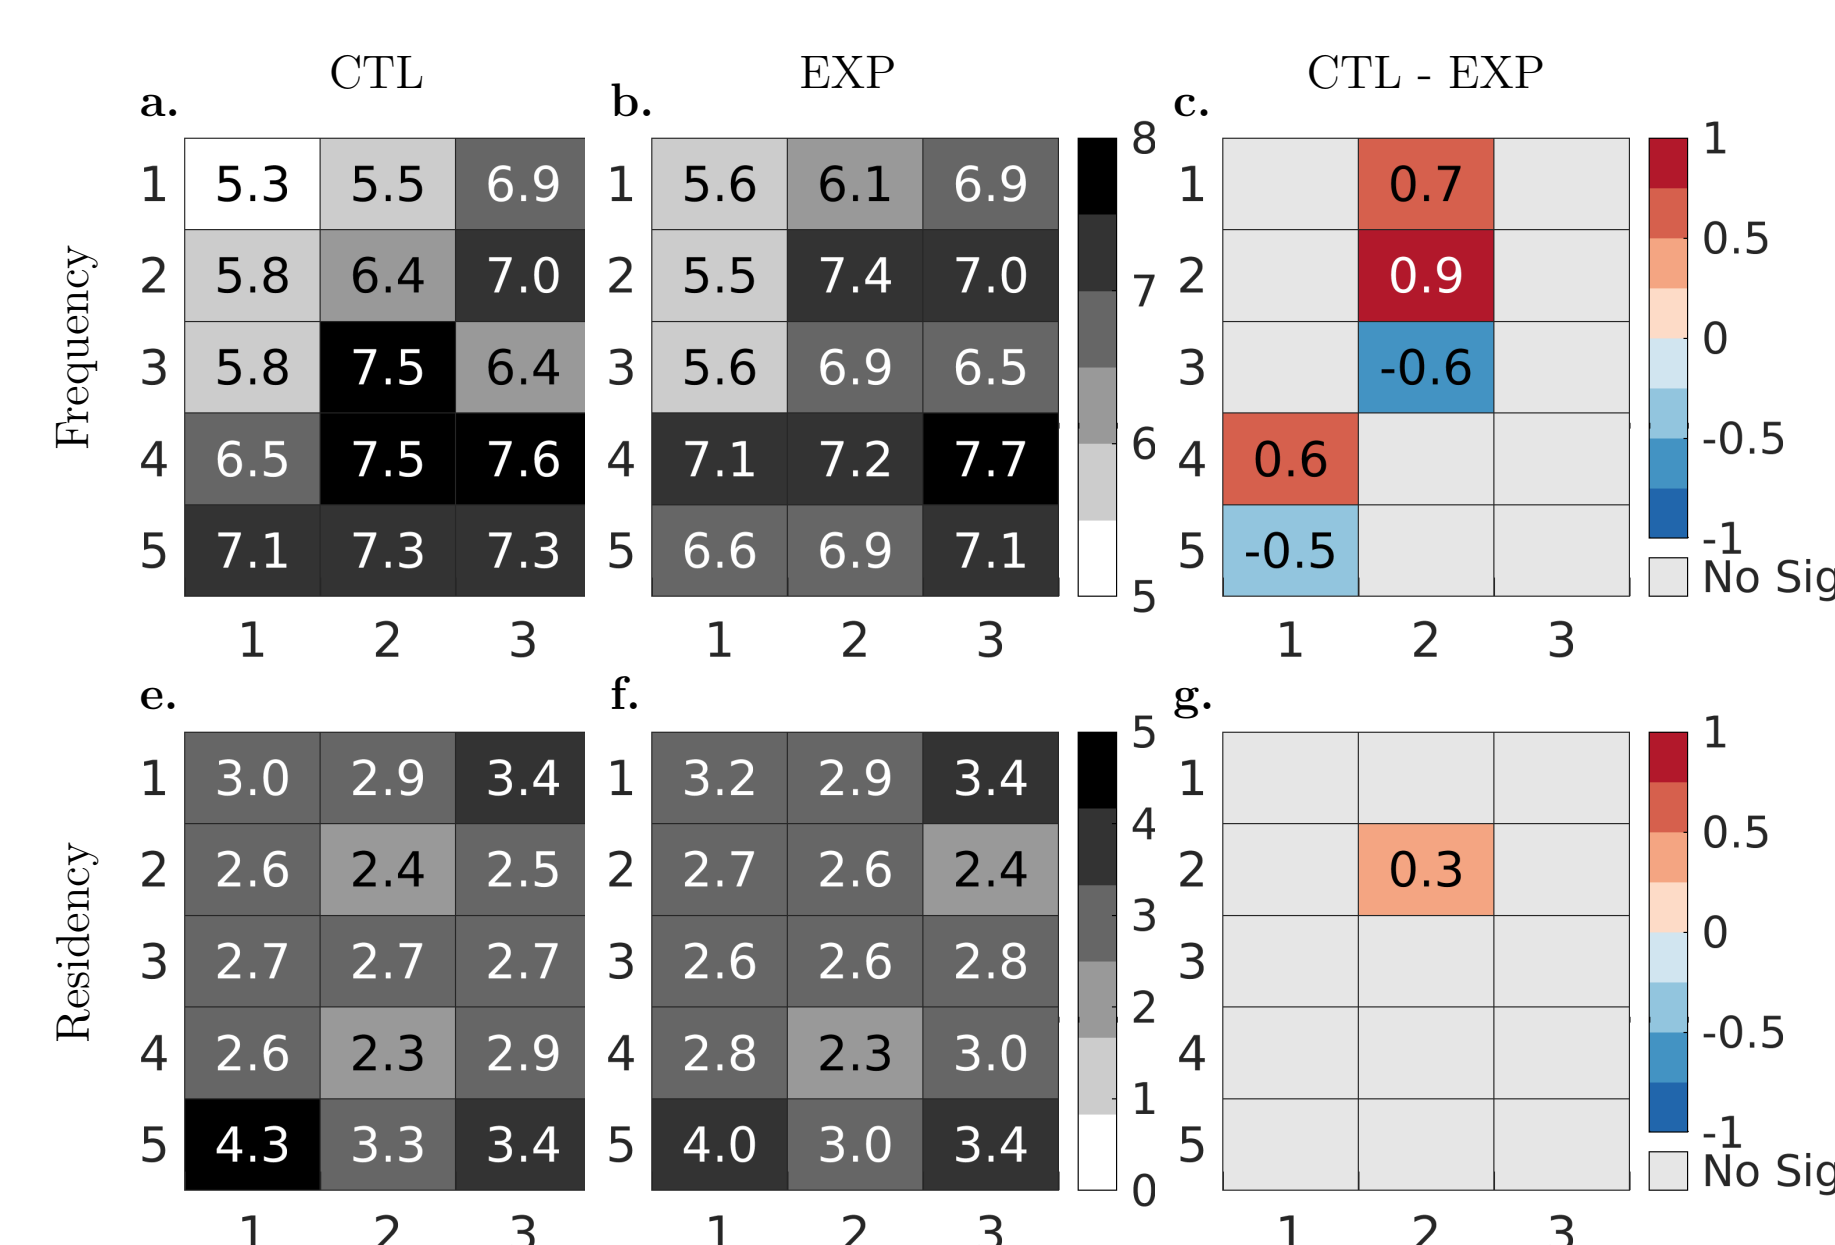 CTL EXP CTL - EXP
a. b. c.
Frequency
1 5.3 5.5 6.9 1 5.6 6.1 6.9 8 1 0.7 1
2 5.8 6.4 7.0 2 5.5 7.4 7.0 7 2 0.9 0.5
3 5.8 7.5 6.4 3 5.6 6.9 6.5 3 -0.6 0
4 6.5 7.5 7.6 4 7.1 7.2 7.7 6 4 0.6 -0.5
5 7.1 7.3 7.3 5 6.6 6.9 7.1 5 5 -0.5 -1
No Sig
1 2 3 1 2 3 1 2 3
e. f. g.
Residency
1 3.0 2.9 3.4 1 3.2 2.9 3.4 5 1 1
2 2.6 2.4 2.5 2 2.7 2.6 2.4 4 2 0.3 0.5
3 2.7 2.7 2.7 3 2.6 2.6 2.8 3 3 0
4 2.6 2.3 2.9 4 2.8 2.3 3.0 2 4 -0.5
1
5 4.3 3.3 3.4 5 4.0 3.0 3.4 0 5 -1
No Sig
1 2 3 1 2 3 1 2 3